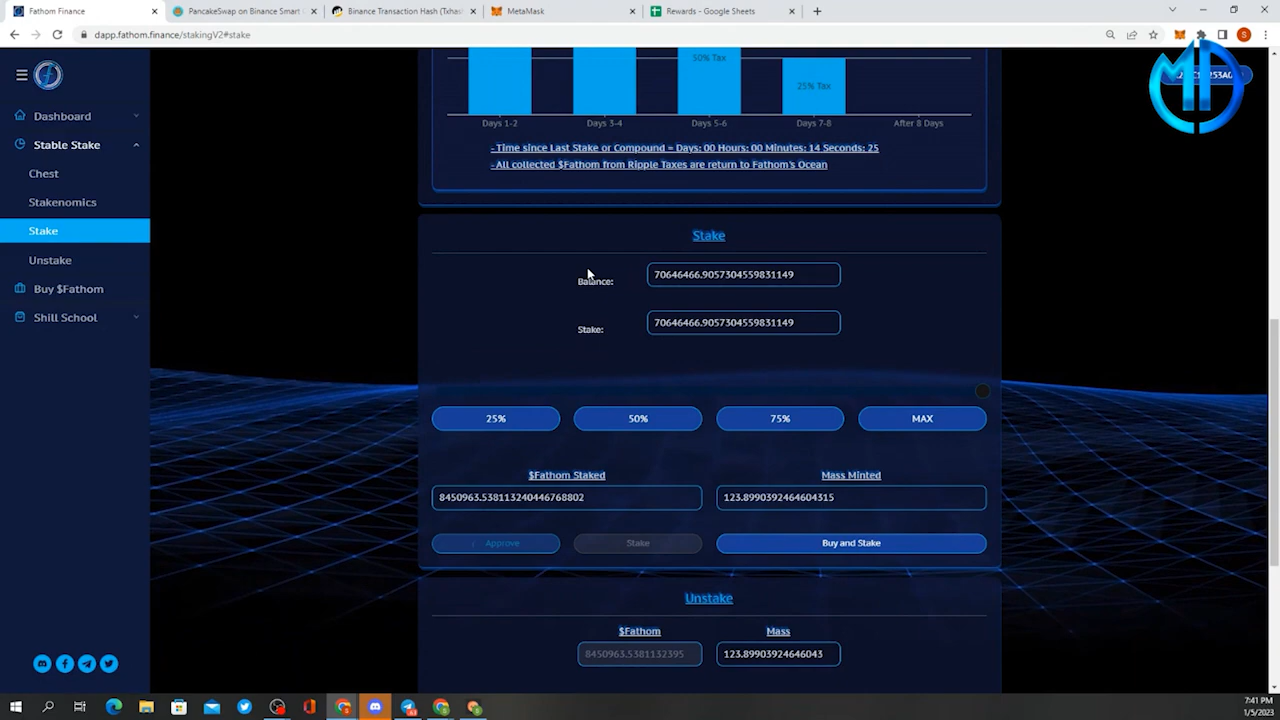 Fathom Finance
PancakeSwap on Binance Smart
Binance Transaction Hash (Txhas
MetaMask
Rewards - Google Sheets
dapp.fathom.finance/stakingV2#stake
S
Dashboard
Stable Stake
Chest
Stakenomics
Stake
Unstake
Buy $Fathom
Shill School
50% Tax
25% Tax
Days 1-2
Days 3-4
Days 5-6
Days 7-8
After 8 Days
- Time since Last Stake or Compound = Days: 00 Hours: 00 Minutes: 14 Seconds: 25
- All collected $Fathom from Ripple Taxes are return to Fathom's Ocean
Stake
Balance:
70646466.9057304559831149
Stake:
70646466.9057304559831149
25%
50%
75%
MAX
$Fathom Staked
Mass Minted
8450963.538113240446768802
123.8990392464604315
Approve
Stake
Buy and Stake
Unstake
$Fathom
Mass
8450963.5381132395
123.89903924646043
7:41 PM
1/5/2023